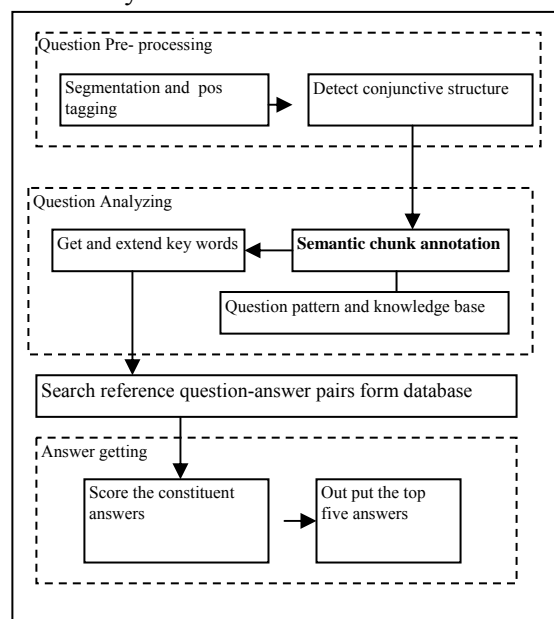 Question Pre- processing
Segmentation and pos
tagging
Detect conjunctive structure
Question Analyzing
Get and extend key words
Semantic chunk annotation
Question pattern and knowledge base
Search reference question-answer pairs form database
Answer getting
Score the constituent
answers
Out put the top
five answers